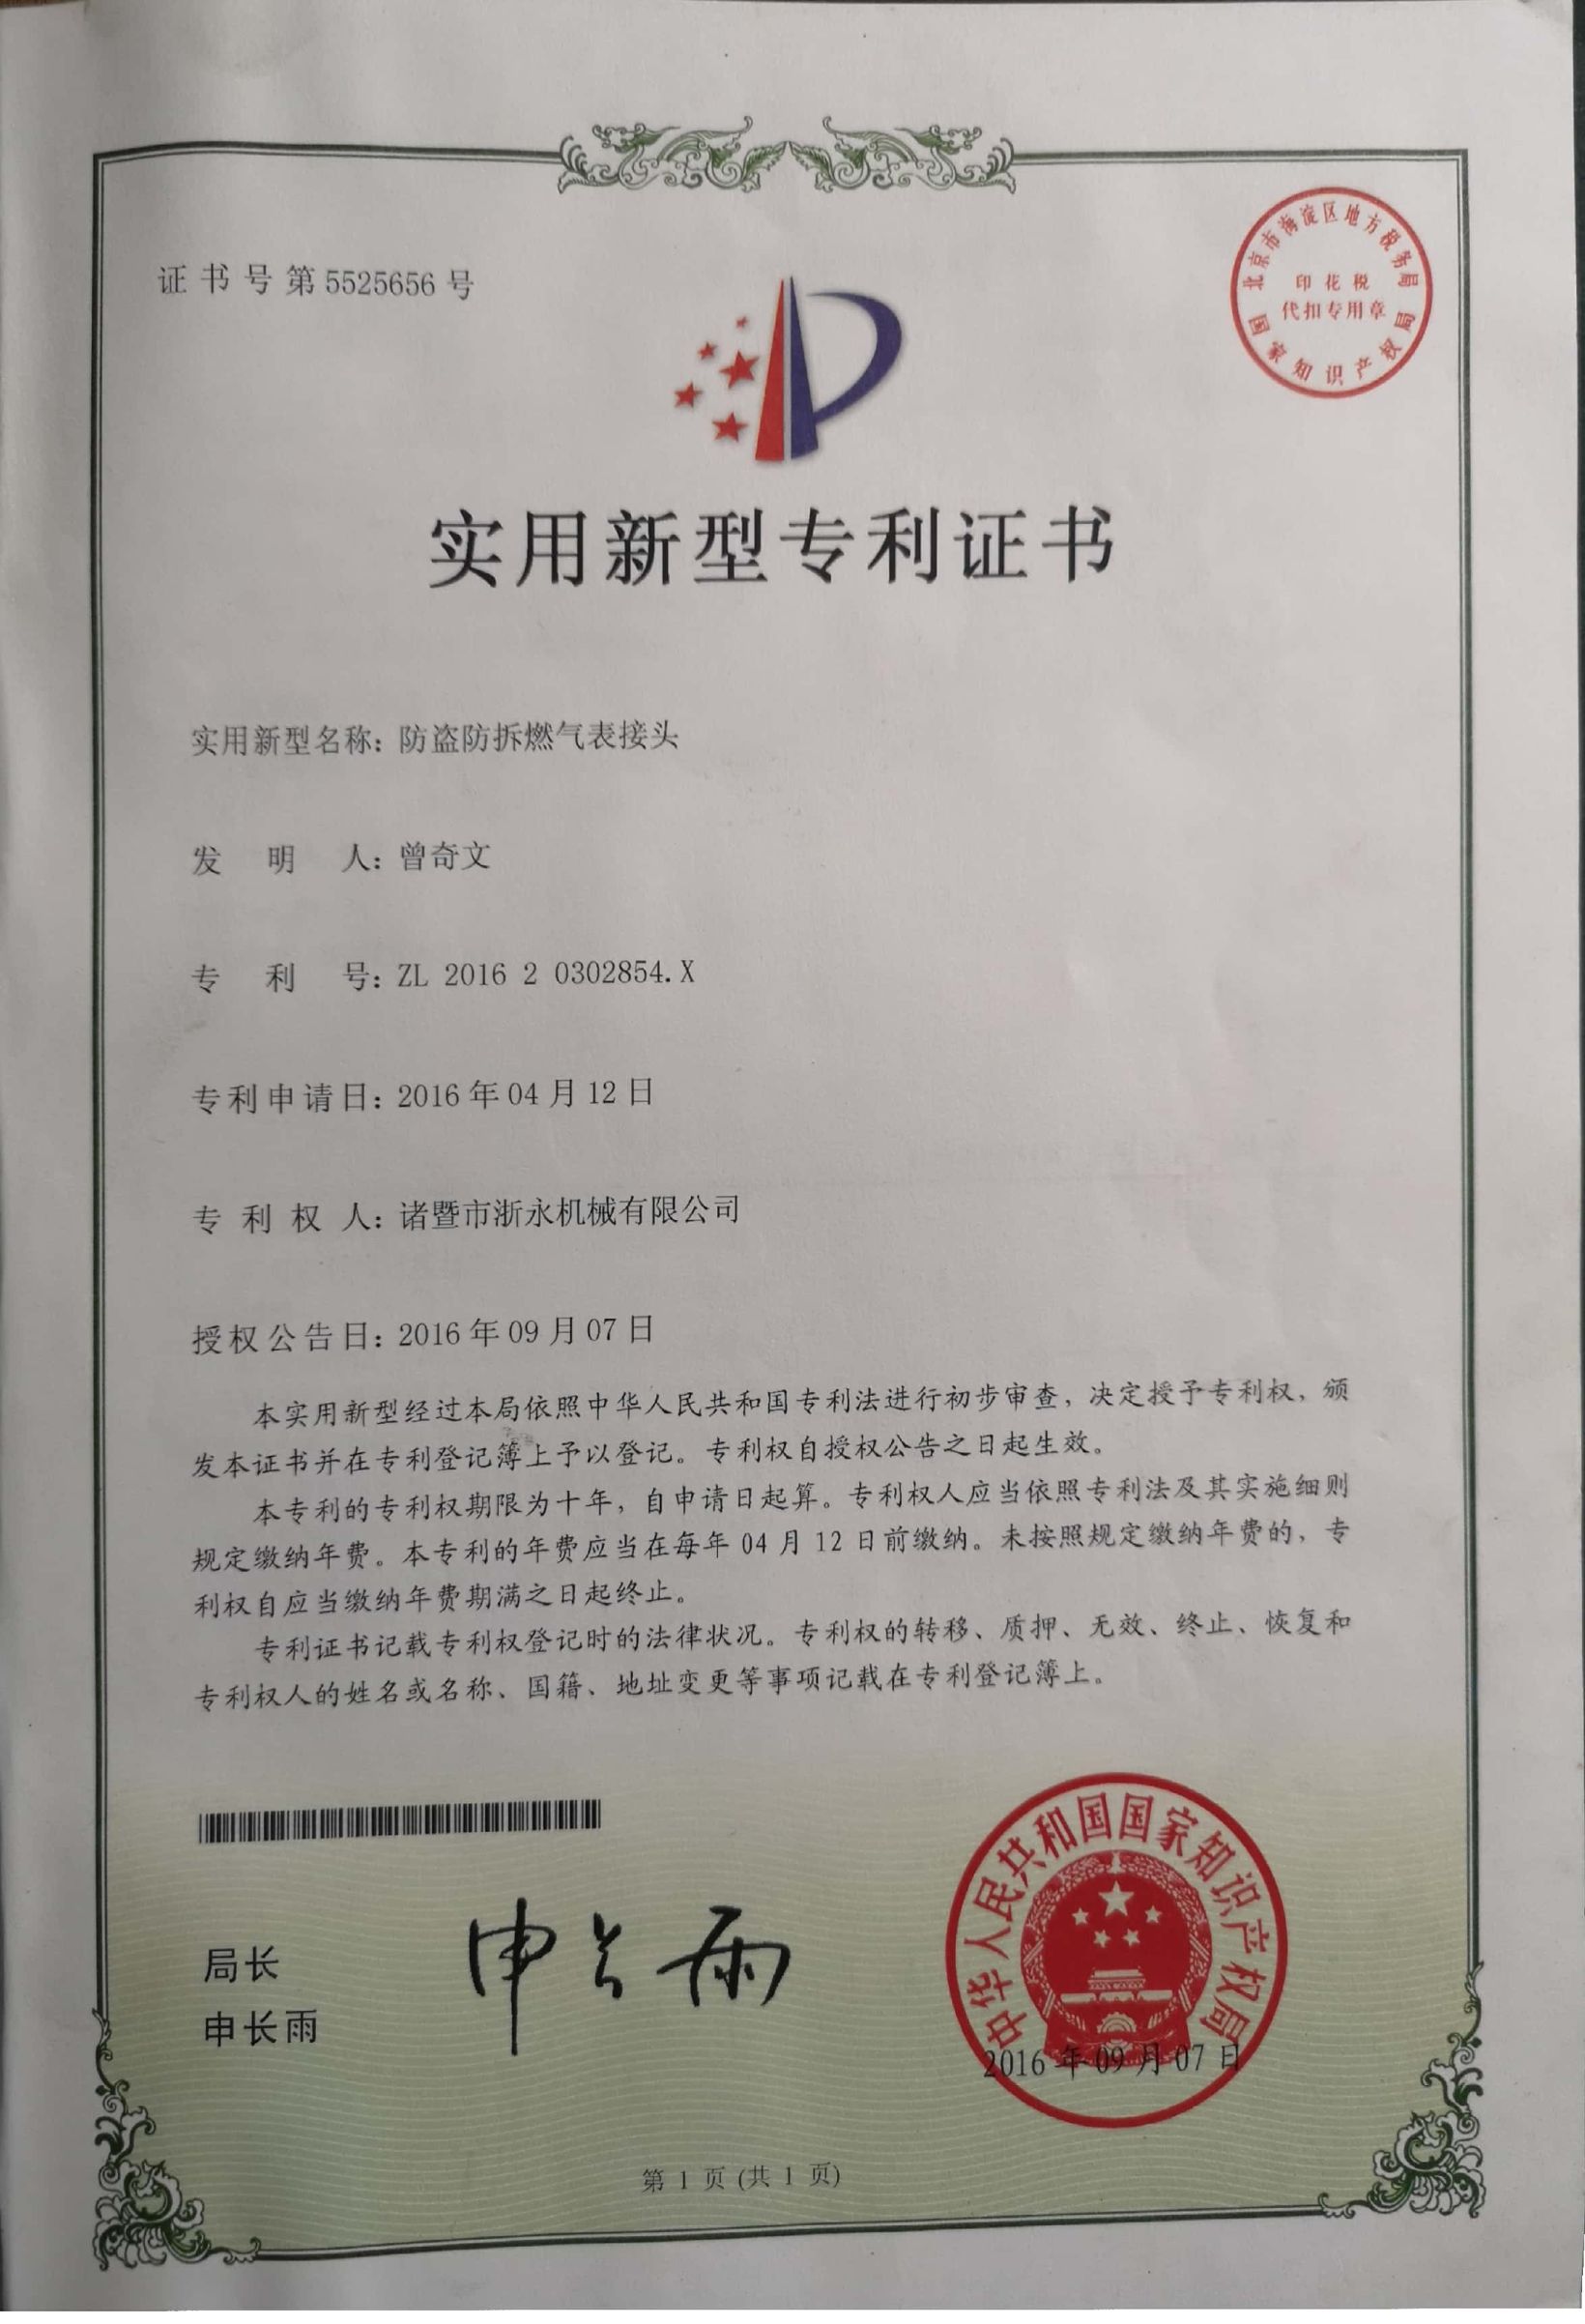 证书号第5525656号
北京市海淀区地方税务局
印花税
代扣专用章
国家知识产权局
实用新型专利证书
实用新型名称：防盗防拆燃气表接头
发明人：曾奇文
专利号：ZL 2016 2 0302854.X
专利申请日：2016年04月12日
专利权人：诸暨市浙永机械有限公司
授权公告日：2016年09月07日
本实用新型经过本局依照中华人民共和国专利法进行初步审查，决定授予专利权，颁
发本证书并在专利登记簿上予以登记。专利权自授权公告之日起生效。
本专利的专利权期限为十年，自申请日起算。专利权人应当依照专利法及其实施细则
规定缴纳年费。本专利的年费应当在每年04月12日前缴纳。未按照规定缴纳年费的，专
利权自应当缴纳年费期满之日起终止。
专利证书记载专利权登记时的法律状况。专利权的转移、质押、无效、终止、恢复和
专利权人的姓名或名称、国籍、地址变更等事项记载在专利登记簿上。
局长
申长雨
申长雨
中华人民共和国国家知识产权局
2016年09月07日
第1页(共1页)